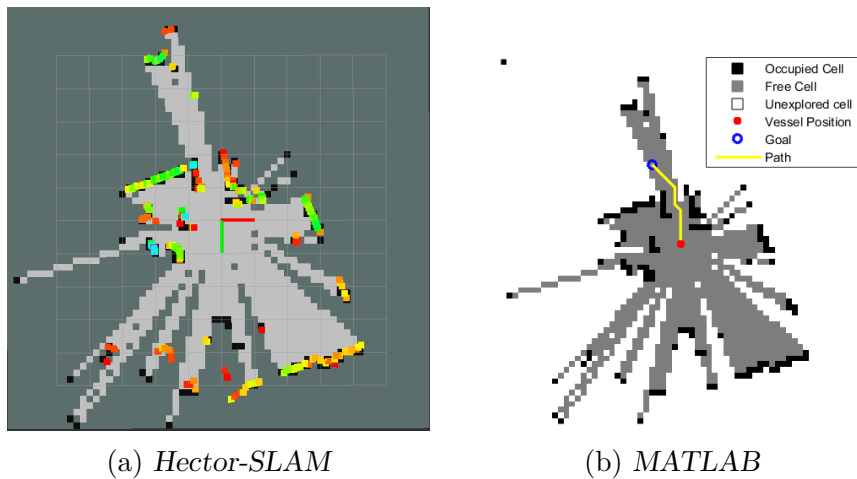 Occupied Cell
Free Cell
Unexplored cell
Vessel Position
Goal
Path
(a) Hector-SLAM
(b) MATLAB